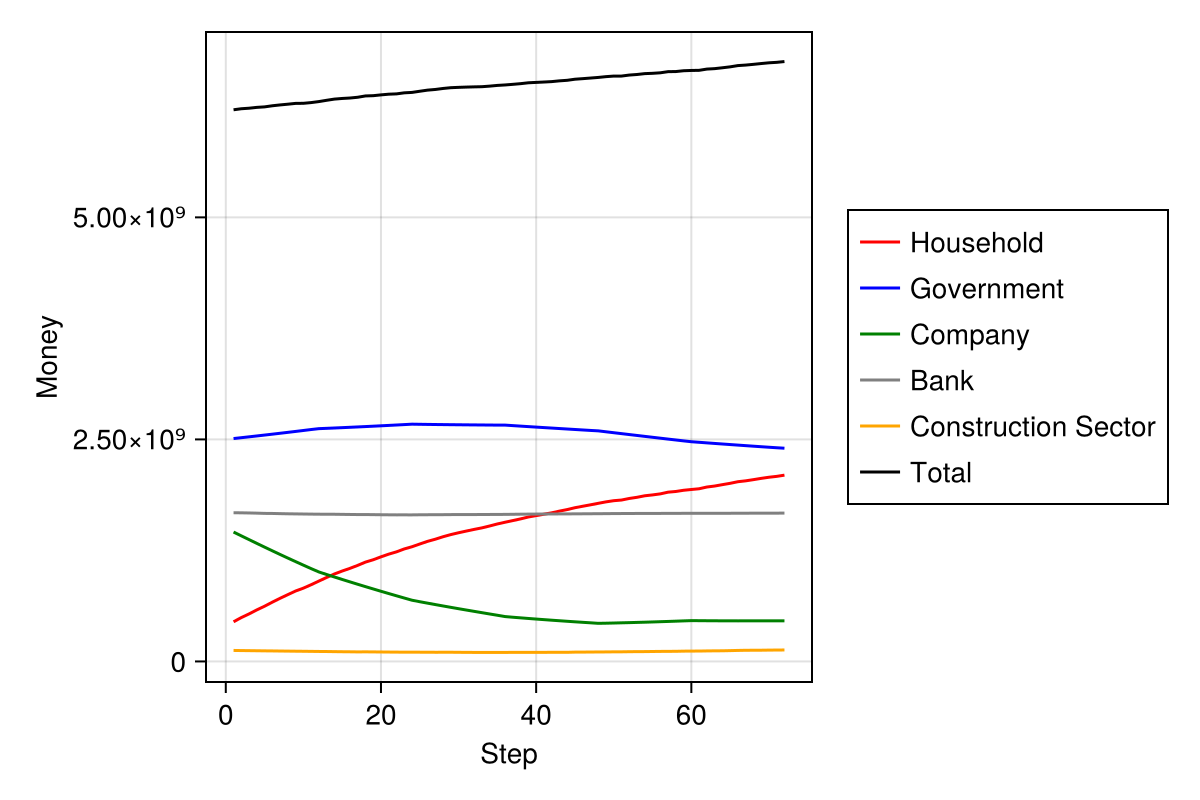 Money
5.00×10⁹
2.50×10⁹
0
0 20 40 60
Step
Household
Government
Company
Bank
Construction Sector
Total